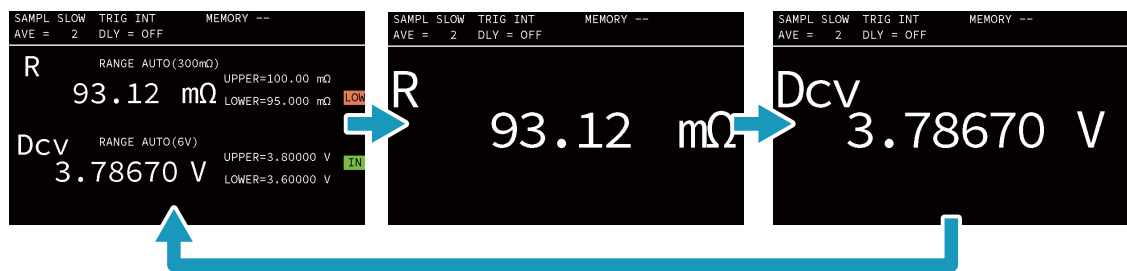 SAMPL SLOW TRIG INT MEMORY --
AVE = 2 DLY = OFF
R RANGE AUTO(300mΩ)
93.12 mΩ
UPPER=100.00 mΩ
LOWER=95.000 mΩ
LOW
Dcv RANGE AUTO(6V)
3.78670 V
UPPER=3.80000 V
LOWER=3.60000 V
IN
SAMPL SLOW TRIG INT MEMORY --
AVE = 2 DLY = OFF
R
93.12 mΩ
SAMPL SLOW TRIG INT MEMORY --
AVE = 2 DLY = OFF
Dcv
3.78670 V